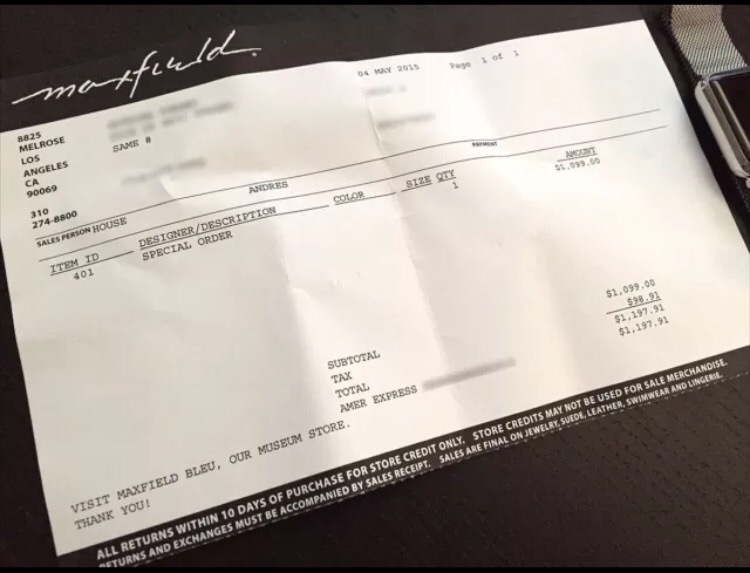 maxfield.
04 MAY 2015 Page 1 of 1
8825
MELROSE
LOS
ANGELES
CA
90069
SAME #
310
274-8800
SALES PERSON HOUSE ANDRES PAYMENT
ITEM ID DESIGNER/DESCRIPTION COLOR SIZE QTY AMOUNT
401 SPECIAL ORDER 1 $1,099.00
SUBTOTAL $1,099.00
TAX $98.91
TOTAL $1,197.91
AMER EXPRESS $1,197.91
VISIT MAXFIELD BLEU, OUR MUSEUM STORE.
THANK YOU!
ALL RETURNS WITHIN 10 DAYS OF PURCHASE FOR STORE CREDIT ONLY. STORE CREDITS MAY NOT BE USED FOR SALE MERCHANDISE.
RETURNS AND EXCHANGES MUST BE ACCOMPANIED BY SALES RECEIPT. SALES ARE FINAL ON JEWELRY, SUEDE, LEATHER, SWIMWEAR AND LINGERIE.